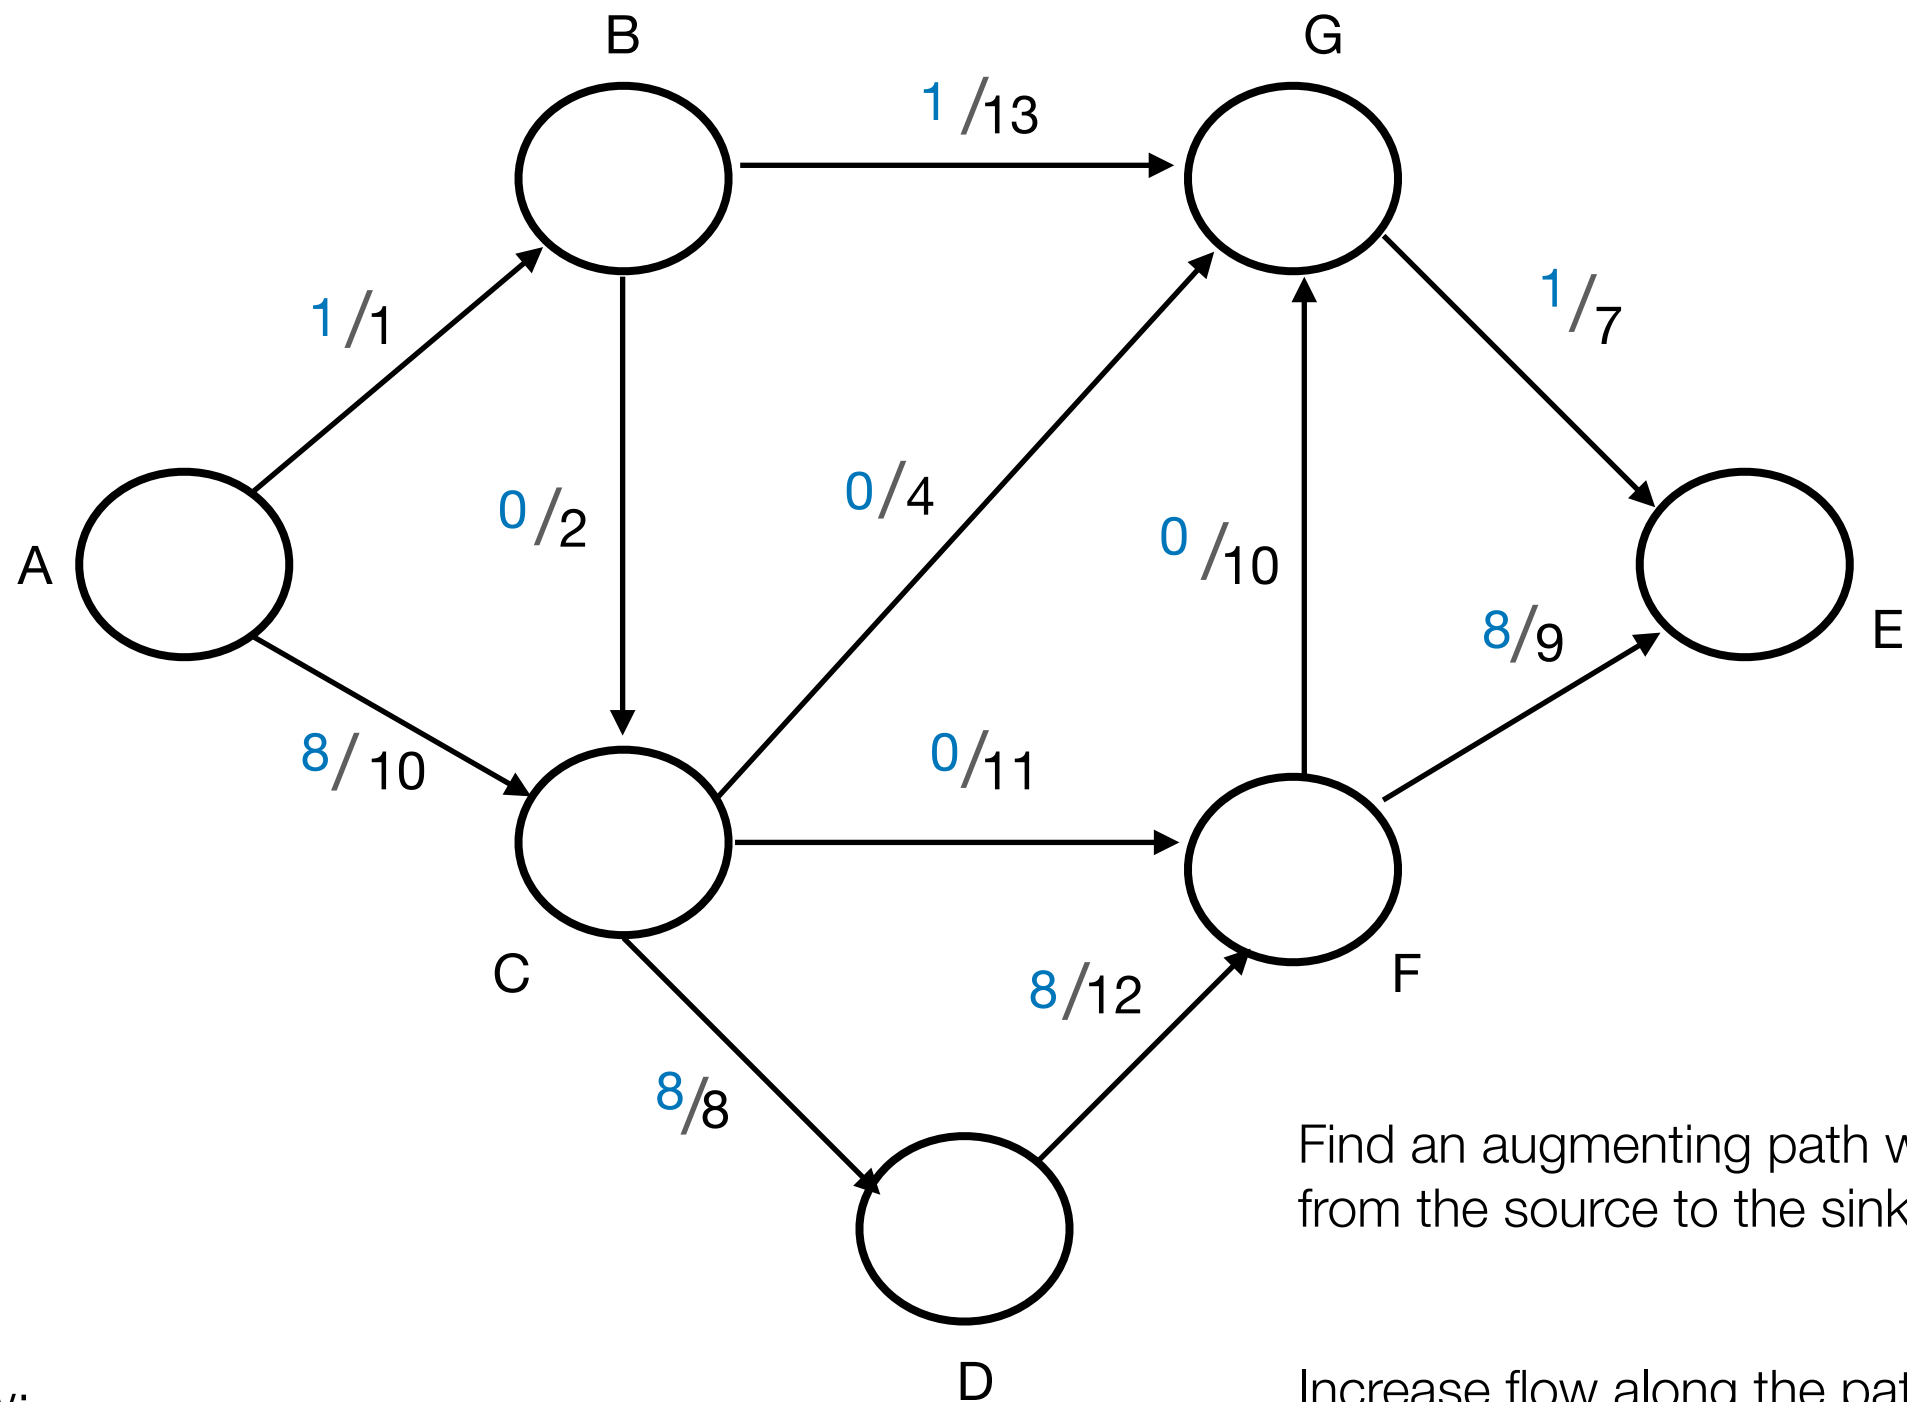 B
G
1 /13
1/1
1/7
0/2
0/4
0/10
A
8/9
E
8/10
0/11
C
F
8/12
8/8
Find an augmenting path
from the source to the sink
D
Increase flow along the